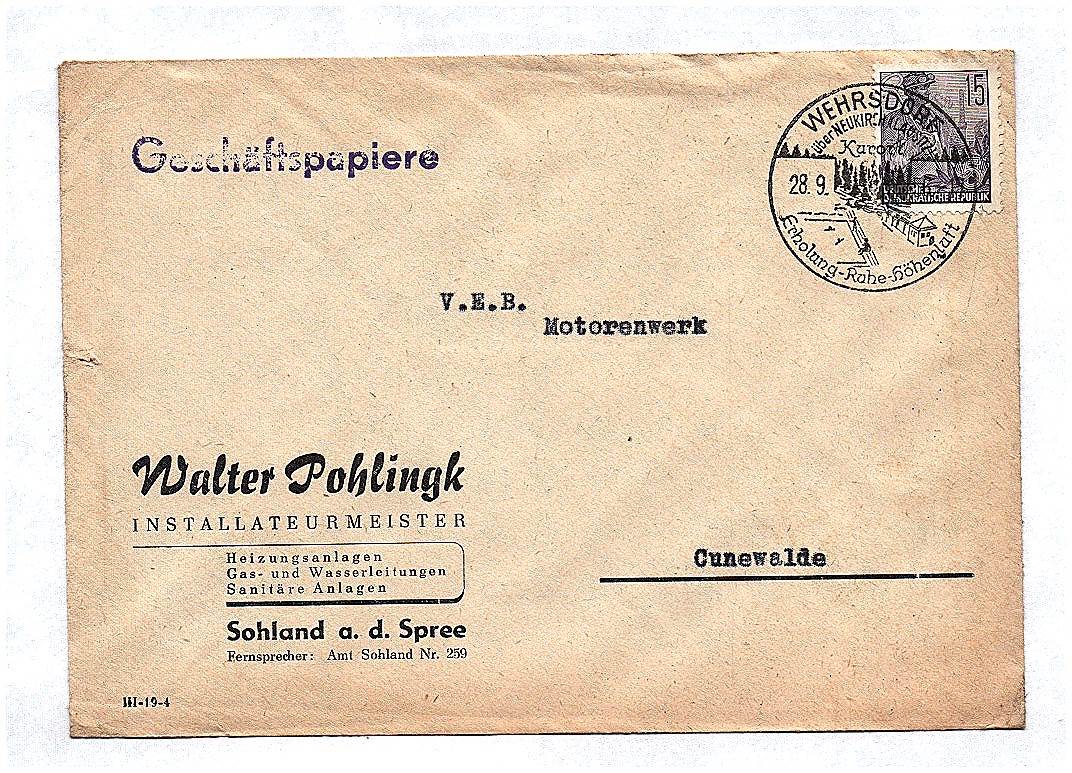 Geschäftspapiere
WEHRSDORF
über NEUKIRCH
Kurort
28. 9.
Erholung-Ruhe-Höhenluft
15
DEMOKRATISCHE REPUBLIK
V.E.B.
Motorenwerk
Cunewalde
Walter Pohlingk
INSTALLATEURMEISTER
Heizungsanlagen
Gas- und Wasserleitungen
Sanitäre Anlagen
Sohland a. d. Spree
Fernsprecher: Amt Sohland Nr. 259
III-19-4